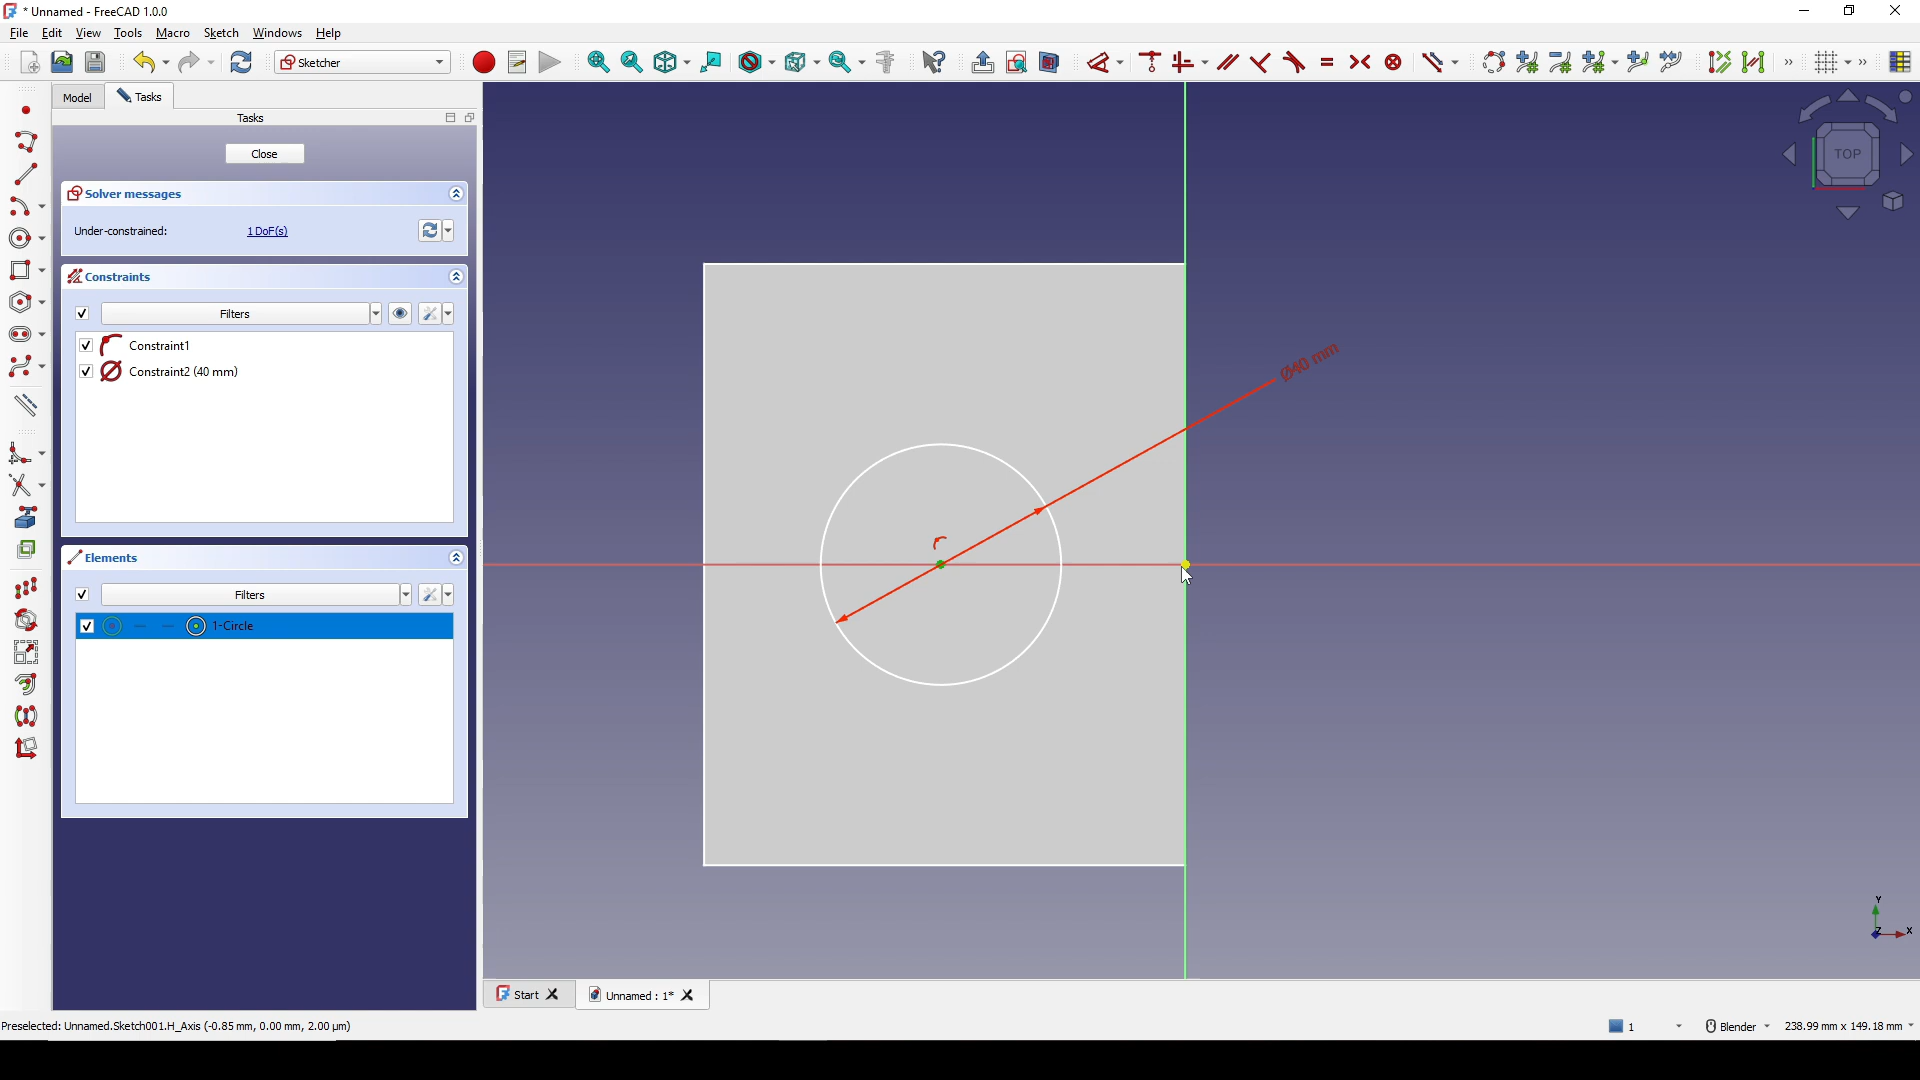 * Unnamed - FreeCAD 1.0.0
File Edit View Tools Macro Sketch Windows Help
Sketcher
Model Tasks
Tasks
Close
Solver messages
Under-constrained: 1 DoF(s)
Constraints
Filters
Constraint1
Constraint2 (40 mm)
Elements
Filters
1-Circle
Ø40 mm
TOP
Y
Z X
Start Unnamed : 1*
Preselected: Unnamed.Sketch001.H_Axis (-0.85 mm, 0.00 mm, 2.00 µm)
1 Blender 238.99 mm x 149.18 mm